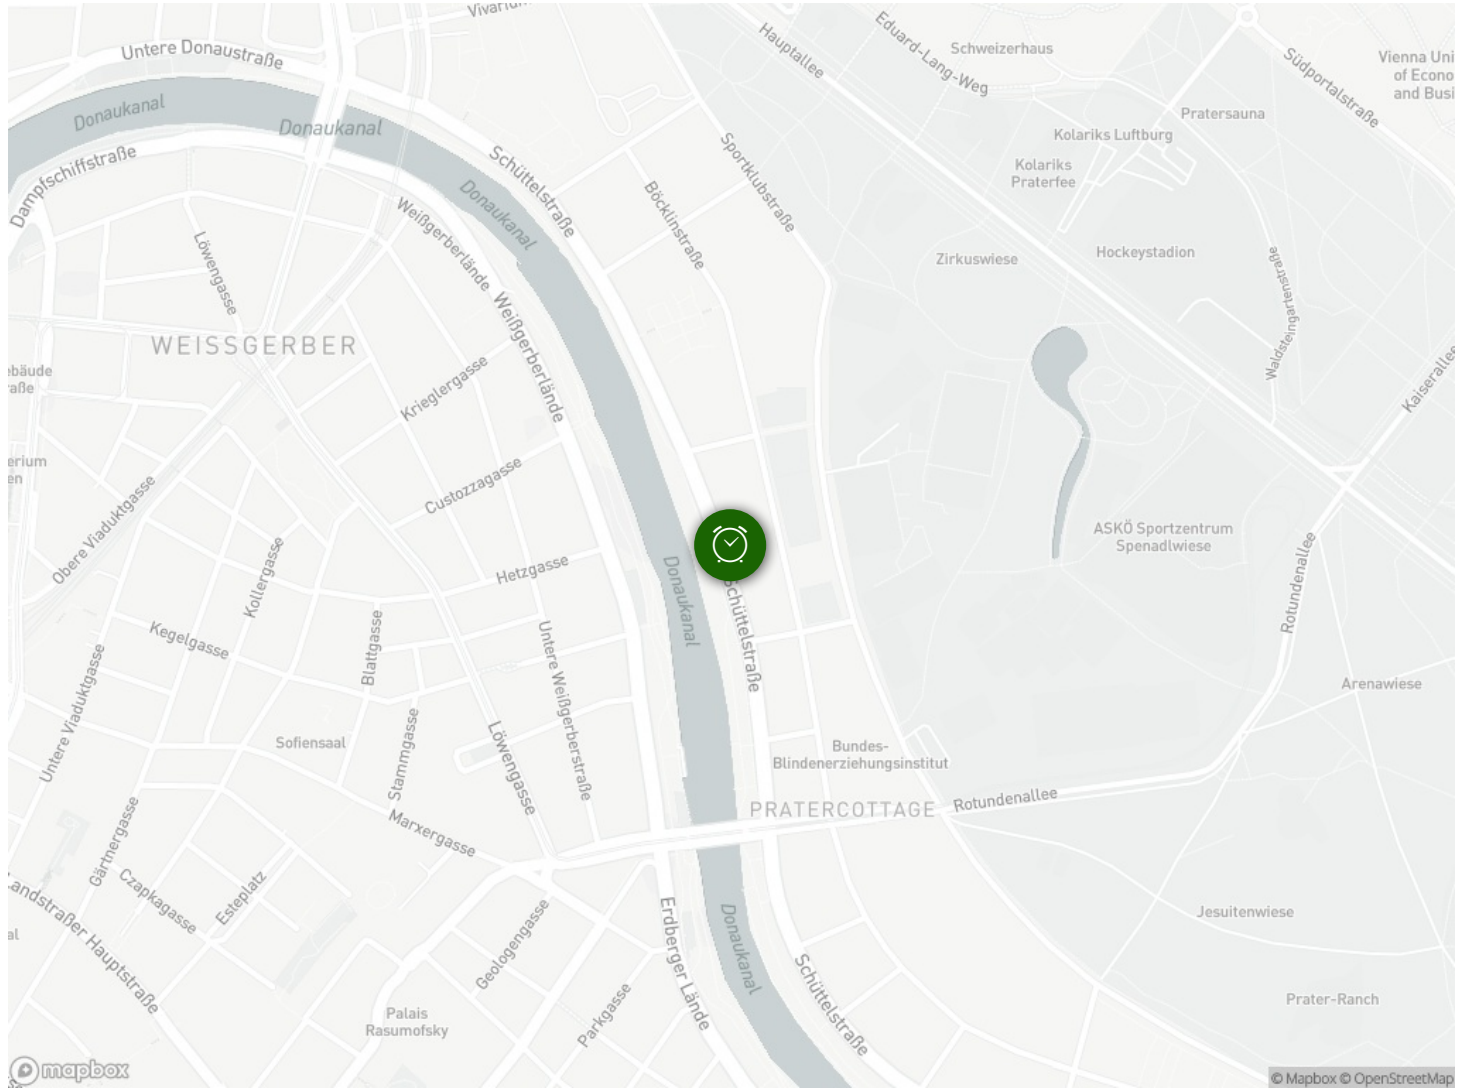 Vivarium
Untere Donaustraße
Donaukanal
Donaukanal
Dampfschiffstraße
Schüttelstraße
Donaukanal
Weißgerberlände
Löwengasse
Böcklinstraße
Sportklubstraße
Hauptallee
Eduard-Lang-Weg
Schweizerhaus
Südportalstraße
Vienna Uni
of Econo
and Busi
Pratersauna
Kolariks Luftburg
Kolariks
Praterfee
Zirkuswiese
Hockeystadion
Waldsteingartenstraße
Kaiserallee
WEISSGERBER
Weißgerberlände
ebäude
raße
Krieglergasse
erium
en
Custozzagasse
Obere Viaduktgasse
Kollergasse
Hetzgasse
Donaukanal
Schüttelstraße
ASKÖ Sportzentrum
Spenadlwiese
Rotundenallee
Kegelgasse
Blattgasse
Untere Weißgerberstraße
Untere Viaduktgasse
Arenawiese
Sofiensaal
Stammgasse
Löwengasse
Bundes-
Blindenerziehungsinstitut
PRATERCOTTAGE
Rotundenallee
Marxergasse
Gärtnergasse
Czapkagasse
Esteplatz
Landstraßer Hauptstraße
al
Geologengasse
Erdberger Lände
Donaukanal
Schüttelstraße
Jesuitenwiese
Prater-Ranch
Palais
Rasumofsky
Parkgasse
mapbox
© Mapbox © OpenStreetMap